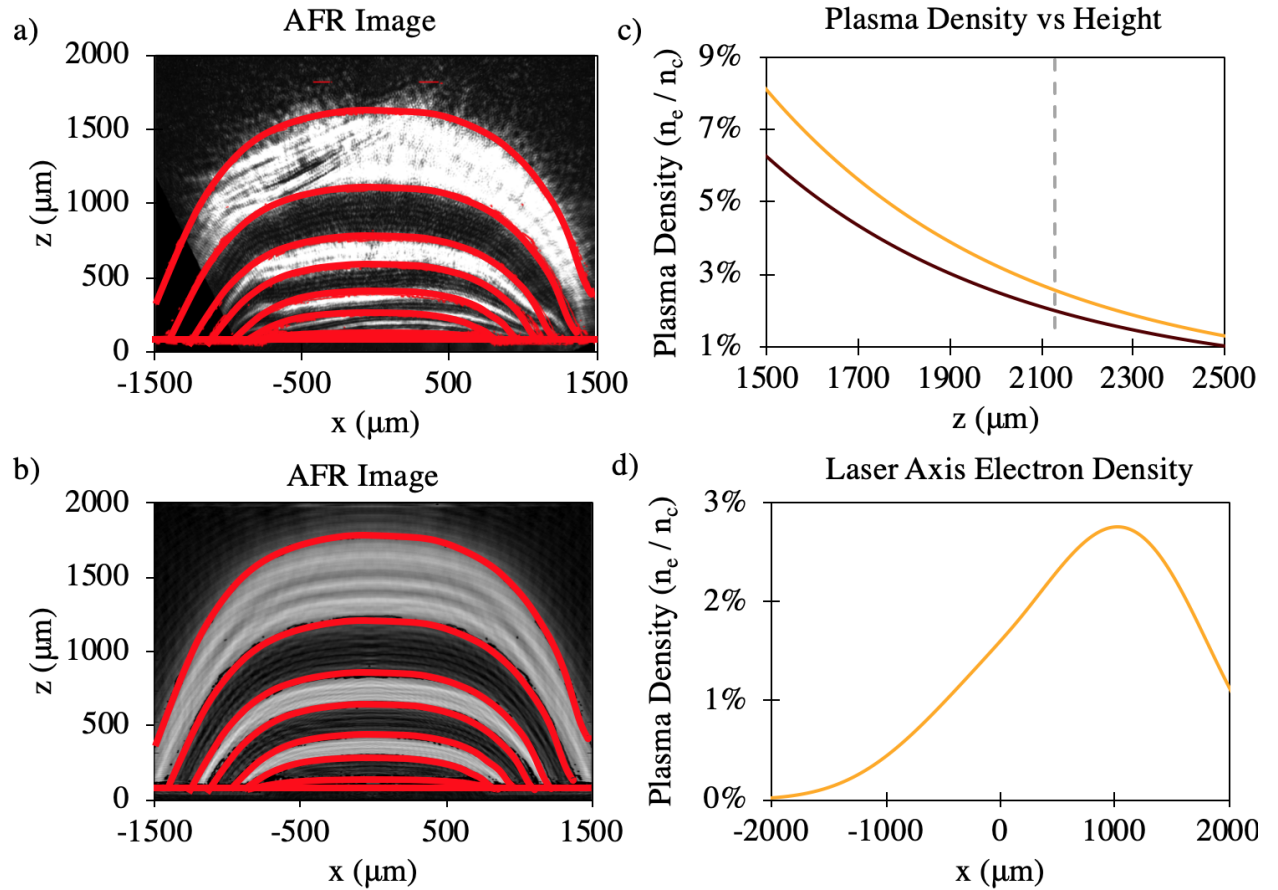 a)
AFR Image
2000
1500
1000
500
0
z (μm)
-1500
-500
500
1500
x (μm)
c)
Plasma Density vs Height
9%
7%
5%
3%
1%
Plasma Density (nₑ / n꜀)
1500
1700
1900
2100
2300
2500
z (μm)
b)
AFR Image
2000
1500
1000
500
0
z (μm)
-1500
-500
500
1500
x (μm)
d)
Laser Axis Electron Density
3%
2%
1%
0%
Plasma Density (nₑ / n꜀)
-2000
-1000
0
1000
2000
x (μm)